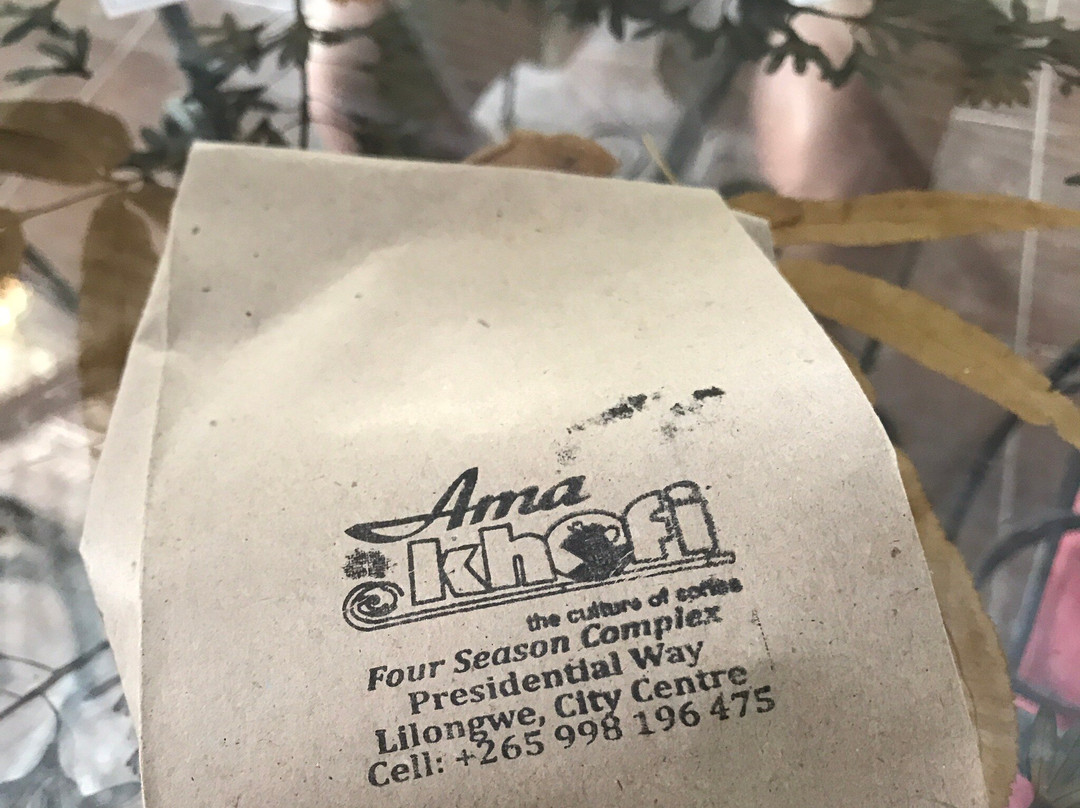 Ama
khofi
the culture of coffee
Four Season Complex
Presidential Way
Lilongwe, City Centre
Cell: +265 998 196 475